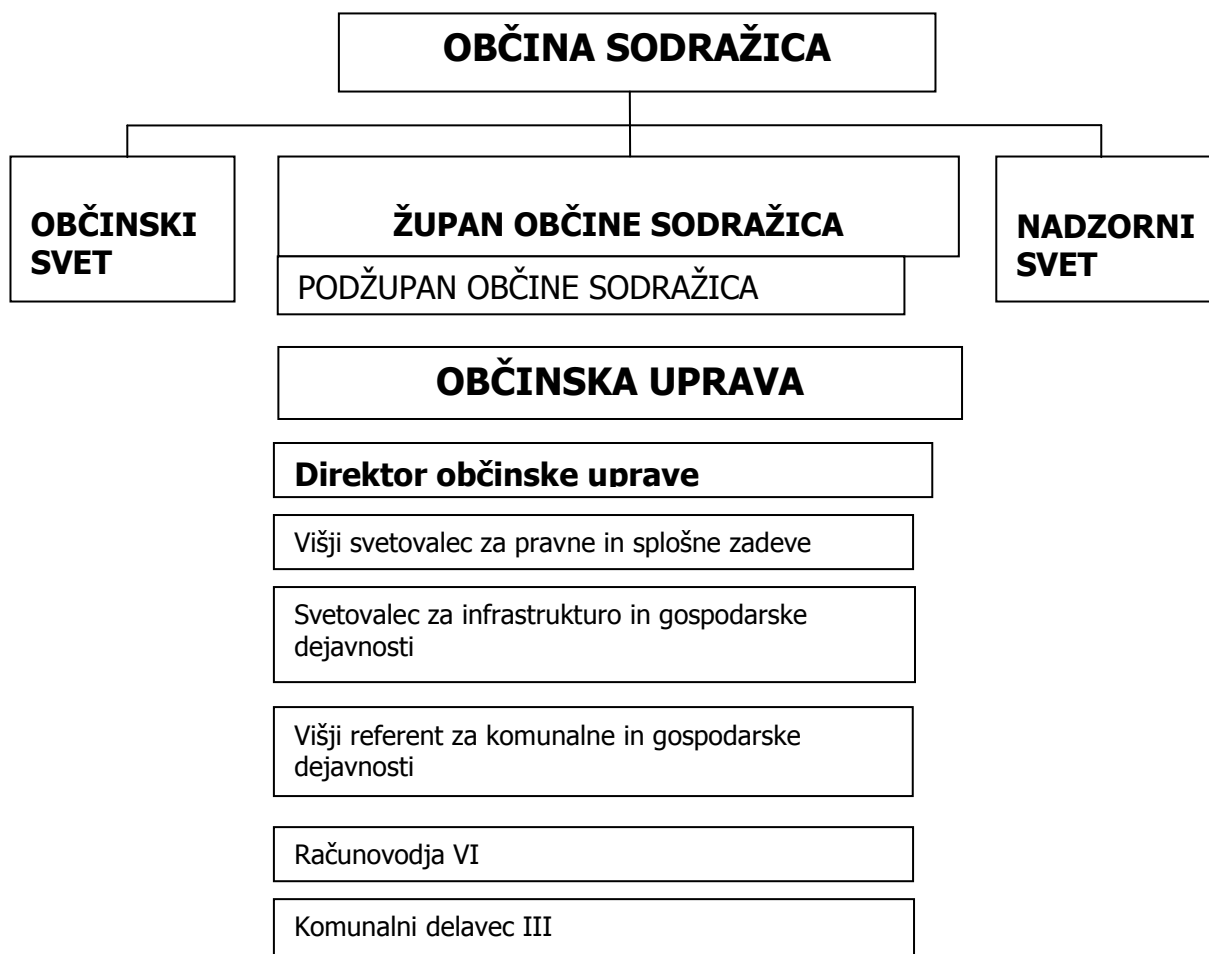 OBČINA SODRAŽICA
OBČINSKI
SVET
ŽUPAN OBČINE SODRAŽICA
PODŽUPAN OBČINE SODRAŽICA
NADZORNI
SVET
OBČINSKA UPRAVA
Direktor občinske uprave
Višji svetovalec za pravne in splošne zadeve
Svetovalec za infrastrukturo in gospodarske
dejavnosti
Višji referent za komunalne in gospodarske
dejavnosti
Računovodja VI
Komunalni delavec III